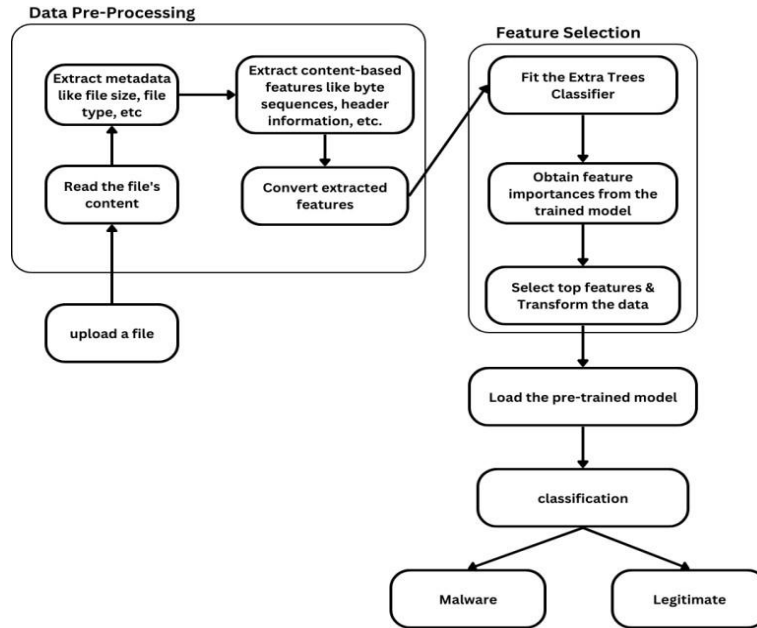 Data Pre-Processing
Extract metadata
like file size, file
type, etc
Extract content-based
features like byte
sequences, header
information, etc.
Read the file's
content
Convert extracted
features
upload a file
Feature Selection
Fit the Extra Trees
Classifier
Obtain feature
importances from the
trained model
Select top features &
Transform the data
Load the pre-trained model
classification
Malware
Legitimate